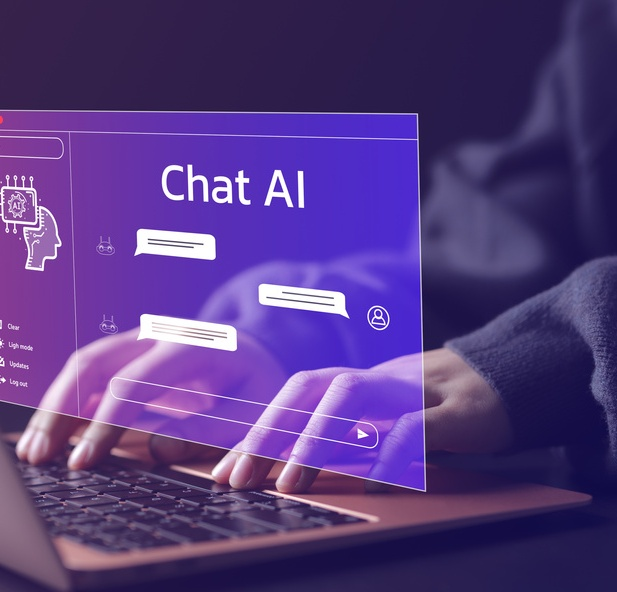 Chat AI
AI
Clear
Ligh mode
Updates
Log out